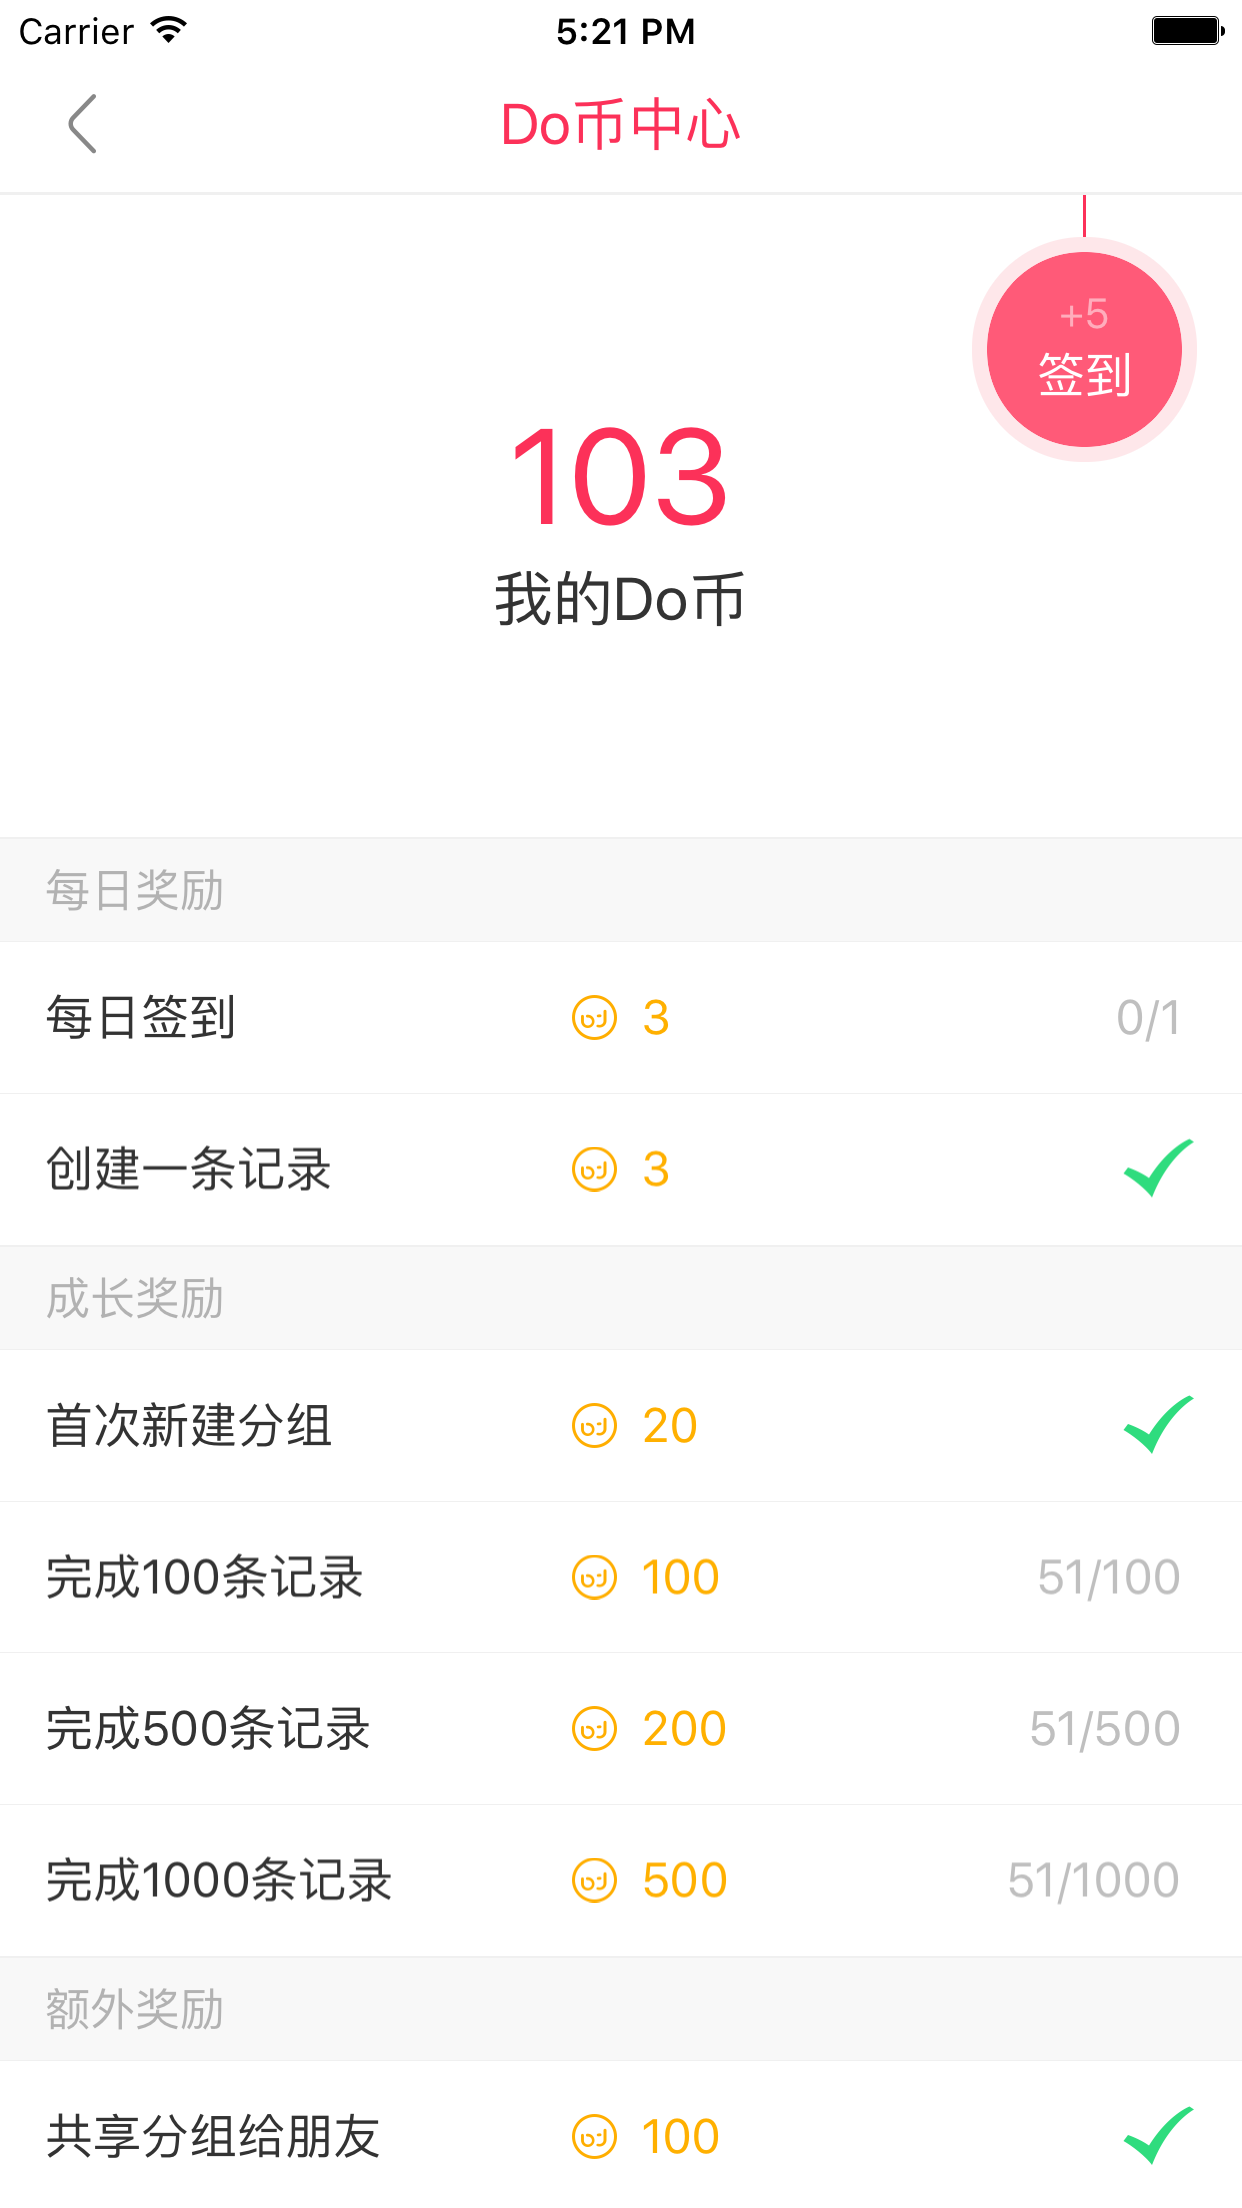 Carrier 5:21 PM
Do币中心
+5
签到
103
我的Do币
每日奖励
每日签到 3 0/1
创建一条记录 3
成长奖励
首次新建分组 20
完成100条记录 100 51/100
完成500条记录 200 51/500
完成1000条记录 500 51/1000
额外奖励
共享分组给朋友 100